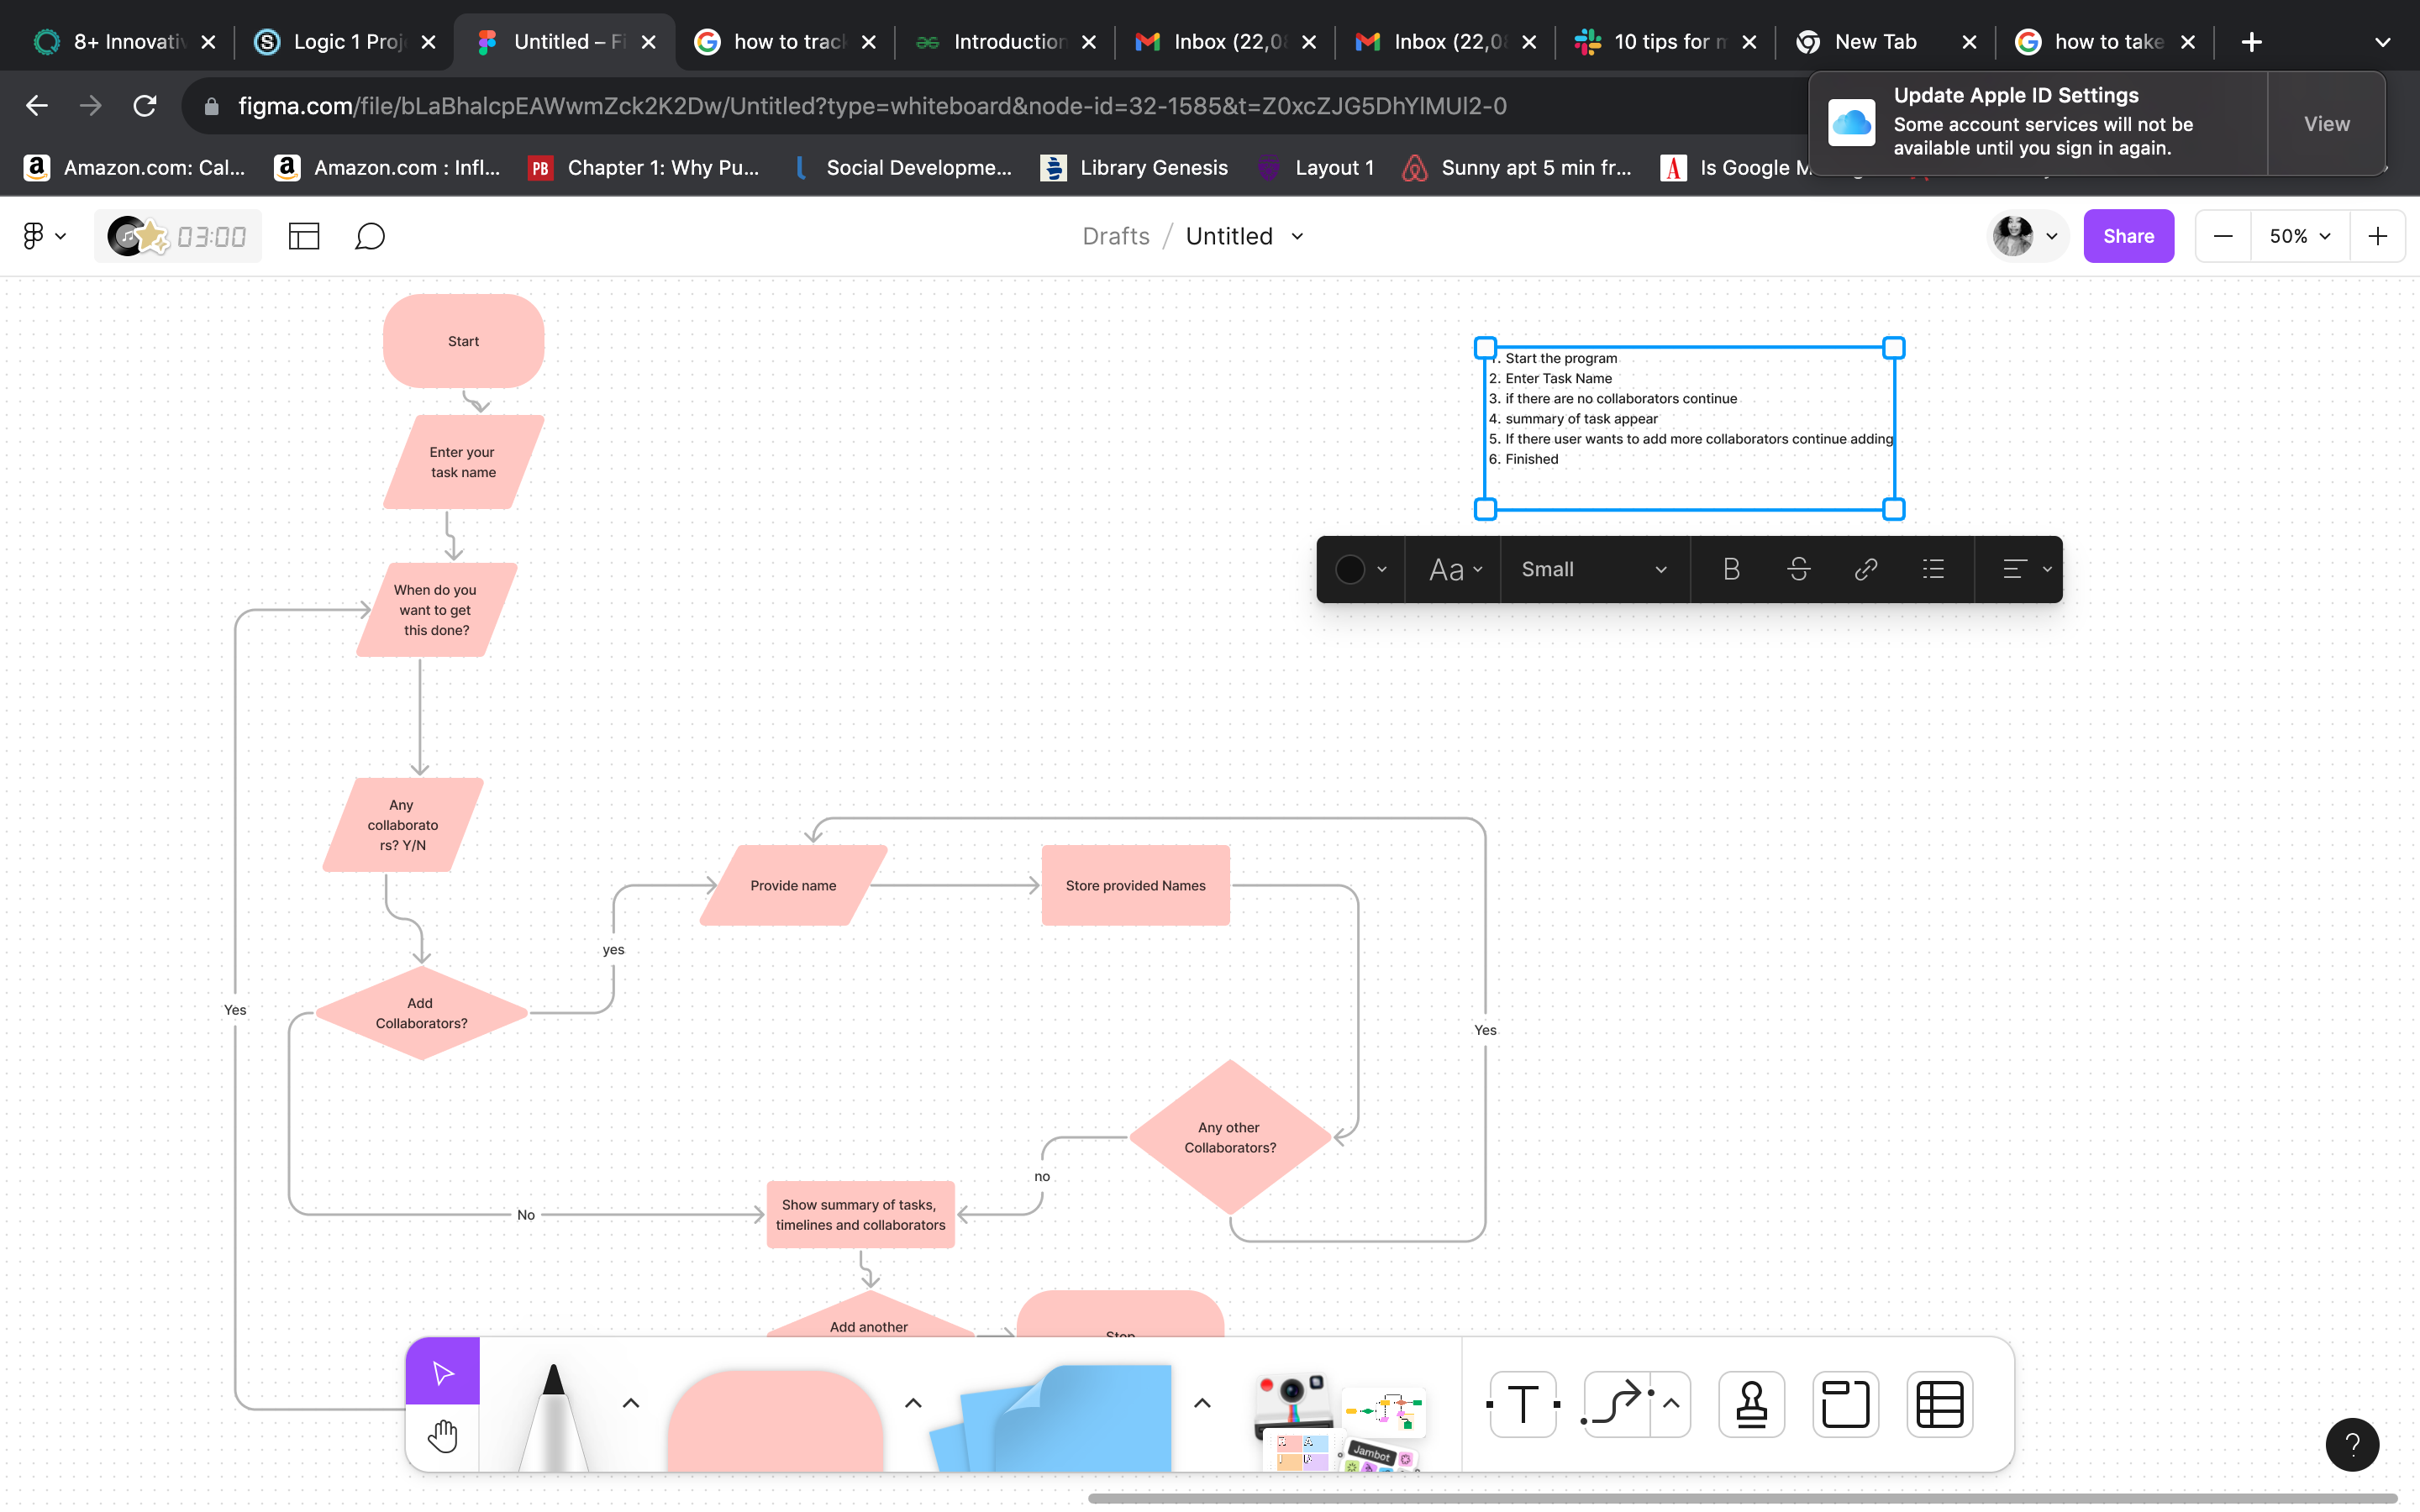 8+ Innovati
Logic 1 Proj
Untitled – Fi
how to track
Introduction
Inbox (22,0
Inbox (22,0
10 tips for m
New Tab
how to take
figma.com/file/bLaBhalcpEAWwmZck2K2Dw/Untitled?type=whiteboard&node-id=32-1585&t=Z0xcZJG5DhYlMUl2-0
Update Apple ID Settings
Some account services will not be
available until you sign in again.
View
Amazon.com: Cal...
Amazon.com : Infl...
PB
Chapter 1: Why Pu...
Social Developme...
Library Genesis
Layout 1
Sunny apt 5 min fr...
Is Google M
03:00
Drafts / Untitled
Share
50%
Start
1. Start the program
2. Enter Task Name
3. if there are no collaborators continue
4. summary of task appear
5. If there user wants to add more collaborators continue adding
6. Finished
Enter your
task name
Aa
Small
B
S
When do you
want to get
this done?
Any
collaborato
rs? Y/N
Provide name
Store provided Names
yes
Add
Collaborators?
Yes
Yes
Any other
Collaborators?
no
Show summary of tasks,
timelines and collaborators
No
Add another
Stop
T
Jambot
?